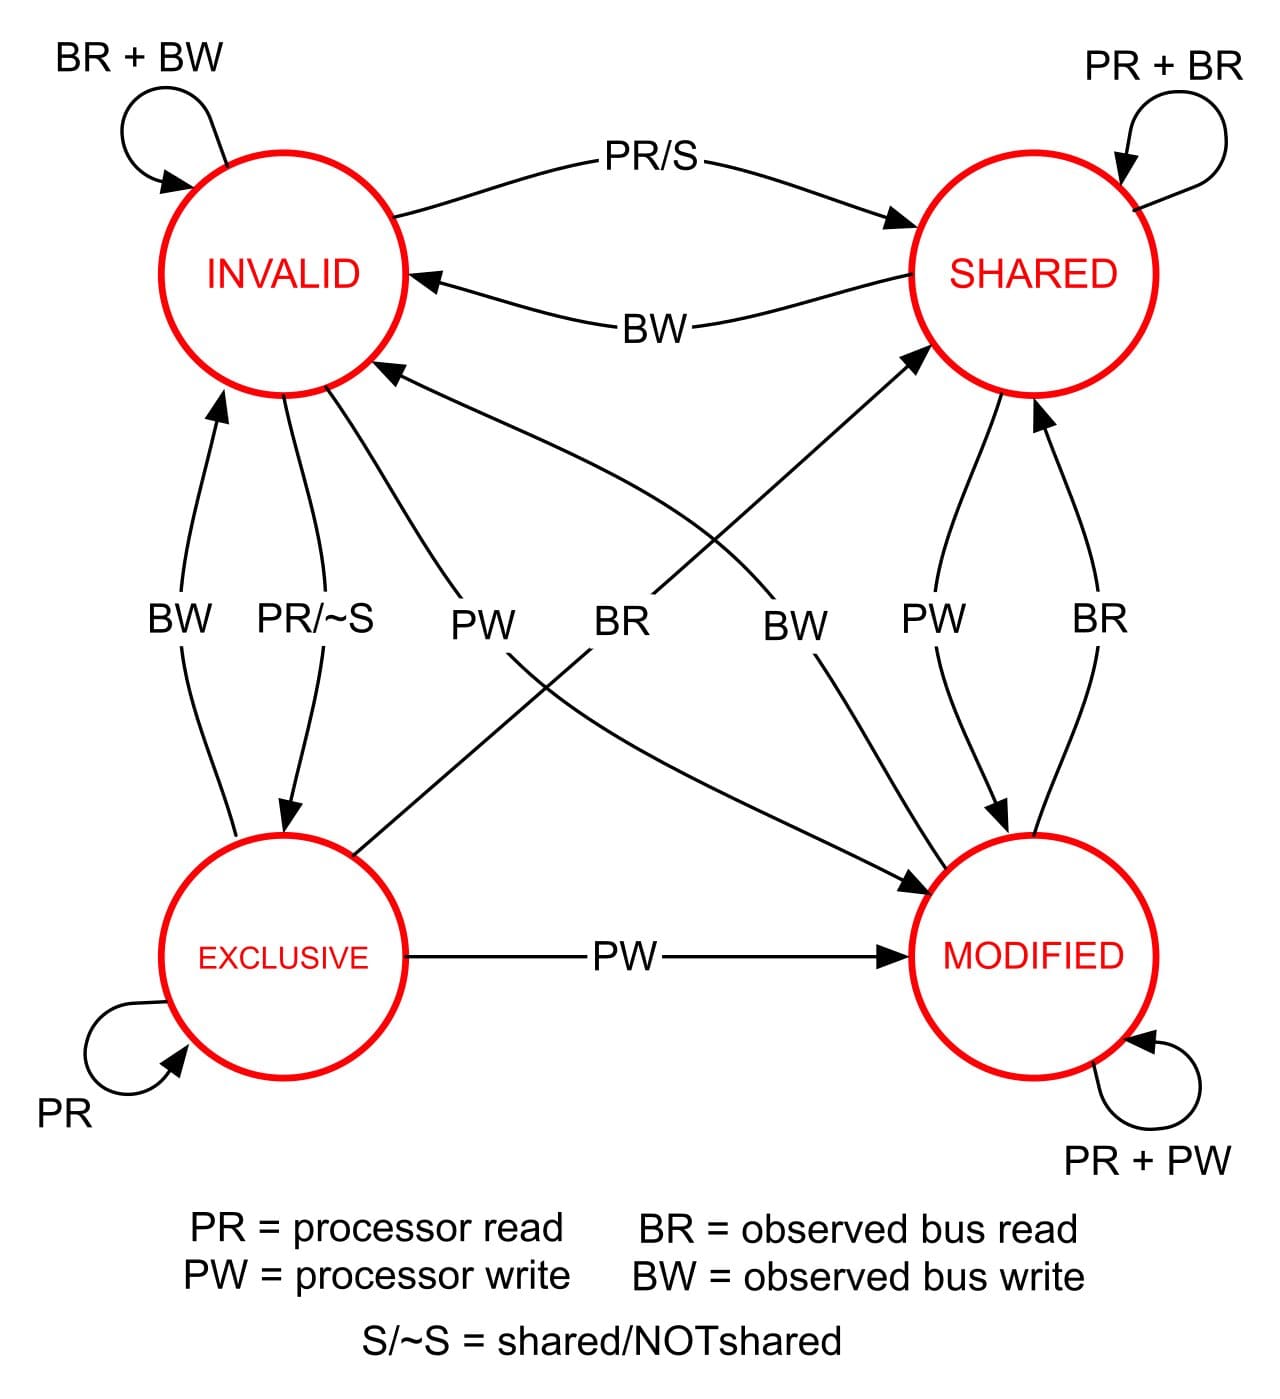 BR + BW
PR + BR
PR/S
INVALID
SHARED
BW
BW
PR/~S
PW
BR
BW
PW
BR
EXCLUSIVE
PW
MODIFIED
PR
PR + PW
PR = processor read
BR = observed bus read
PW = processor write
BW = observed bus write
S/~S = shared/NOTshared